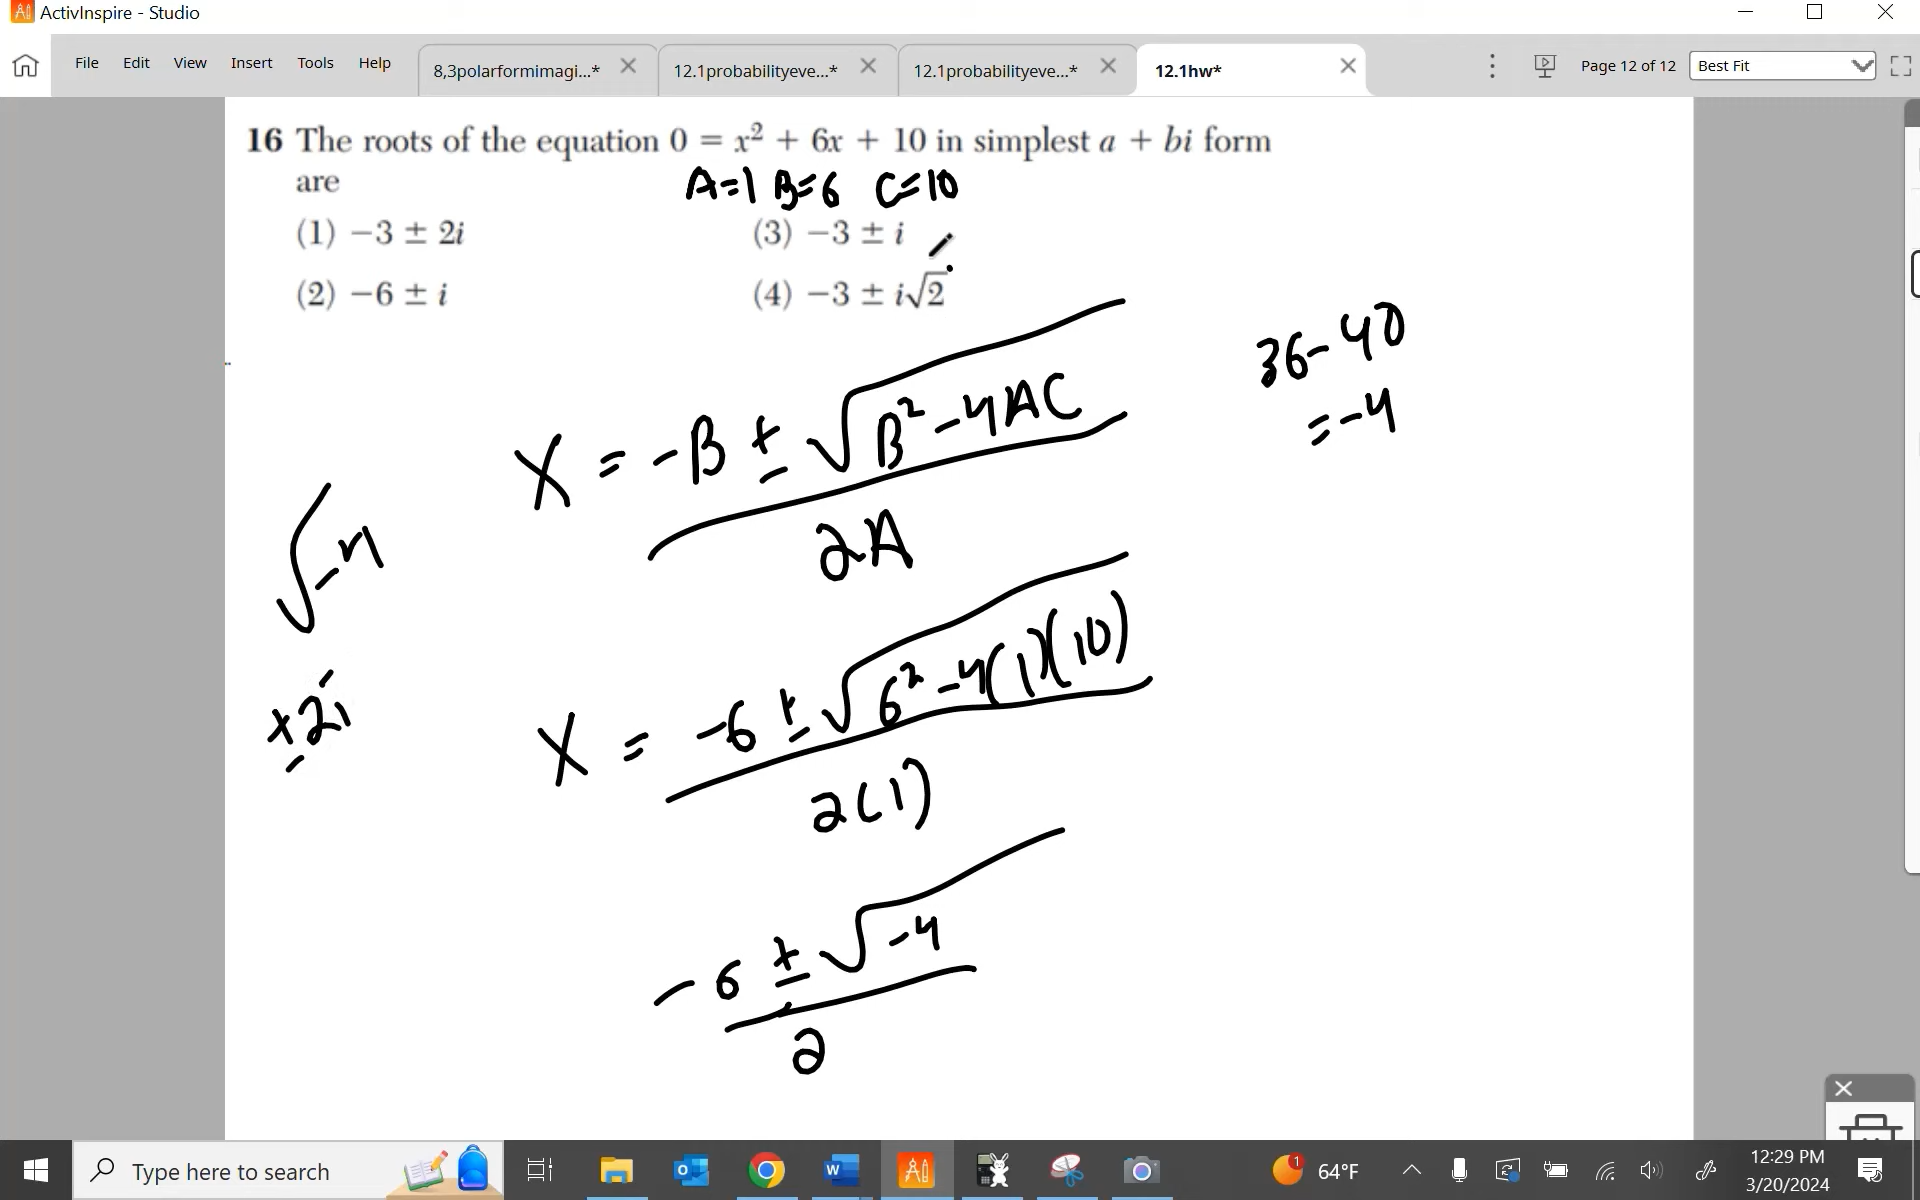 ActivInspire - Studio
File Edit View Insert Tools Help
8,3polarformimagi...* 12.1probabilityeve...* 12.1probabilityeve...* 12.1hw*
Page 12 of 12 Best Fit
16 The roots of the equation 0 = x² + 6x + 10 in simplest a + bi form
are
A=1 B=6 C=10
(1) −3 ± 2i (3) −3 ± i
(2) −6 ± i (4) −3 ± i√2
36-40
= -4
X = -B ± √B² - 4AC
2A
√-4
X = -6 ± √6² - 4(1)(10)
2(1)
±2i
-6 ± √-4
2
Type here to search
64°F
1
12:29 PM
3/20/2024